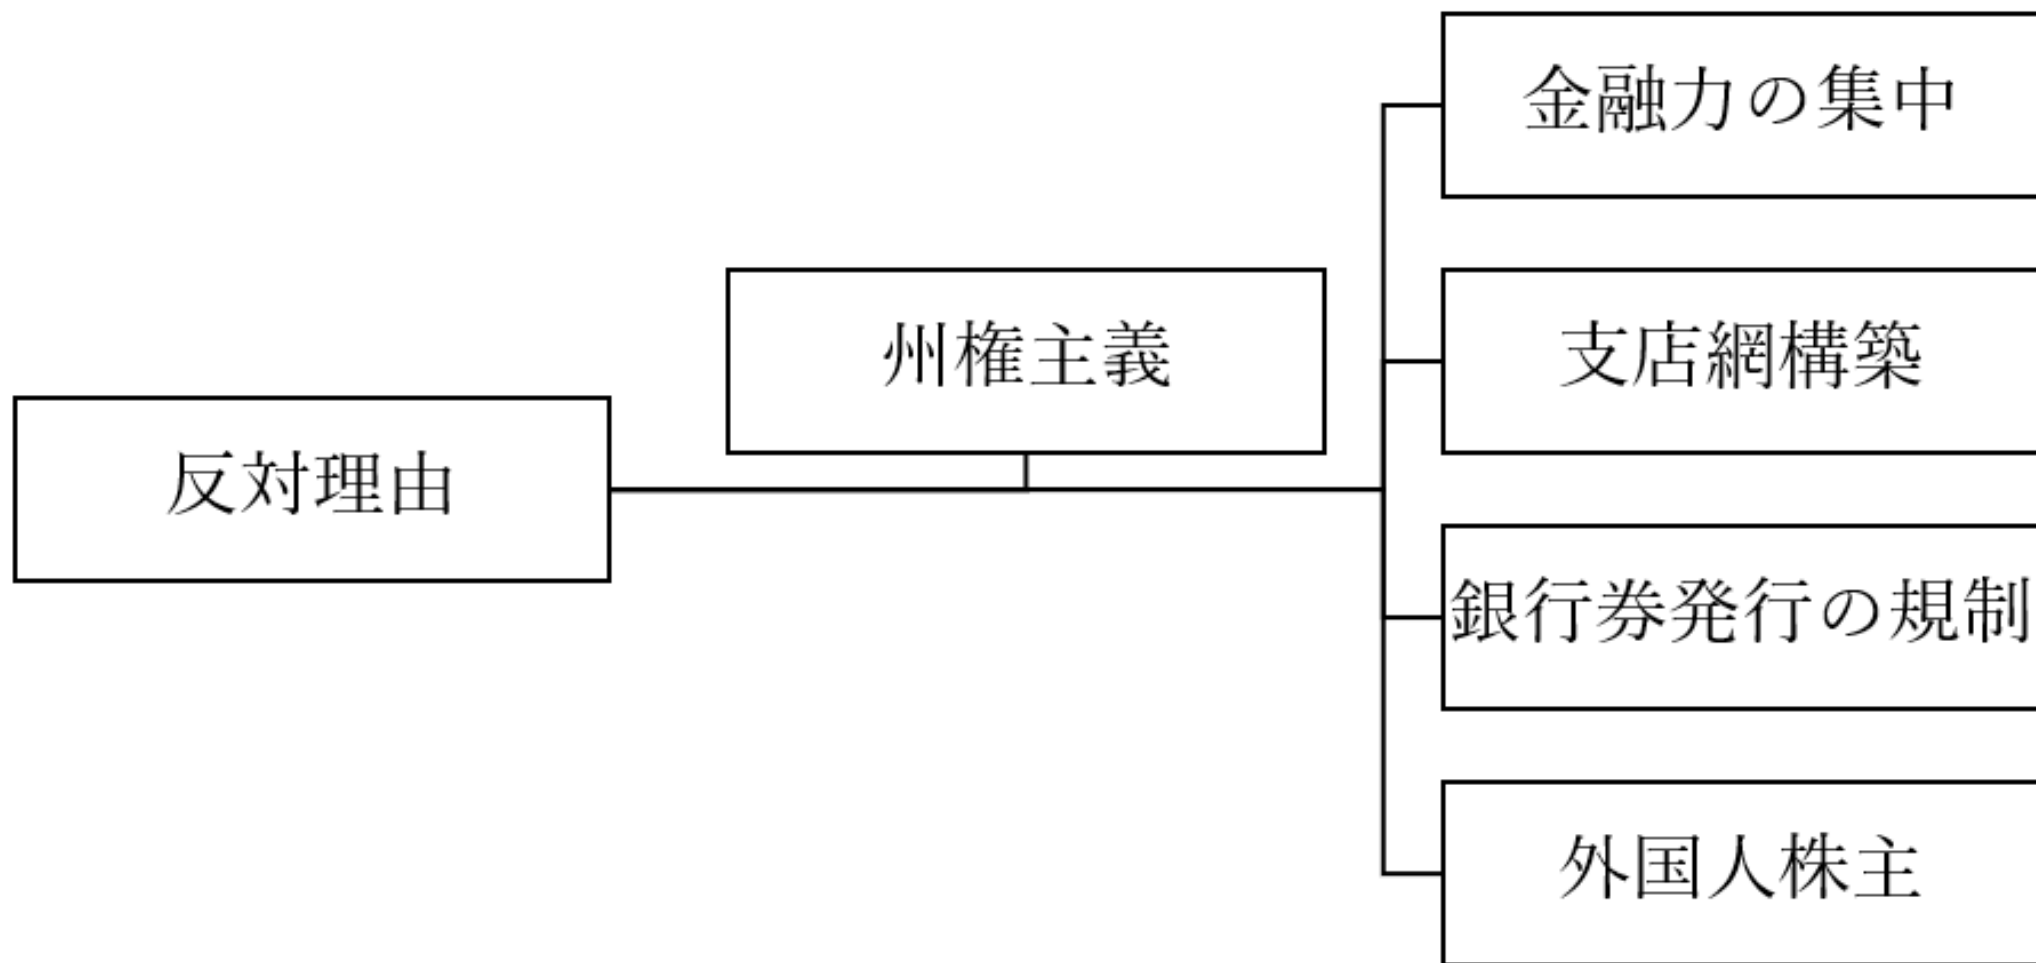 反対理由
州権主義
金融力の集中
支店網構築
銀行券発行の規制
外国人株主